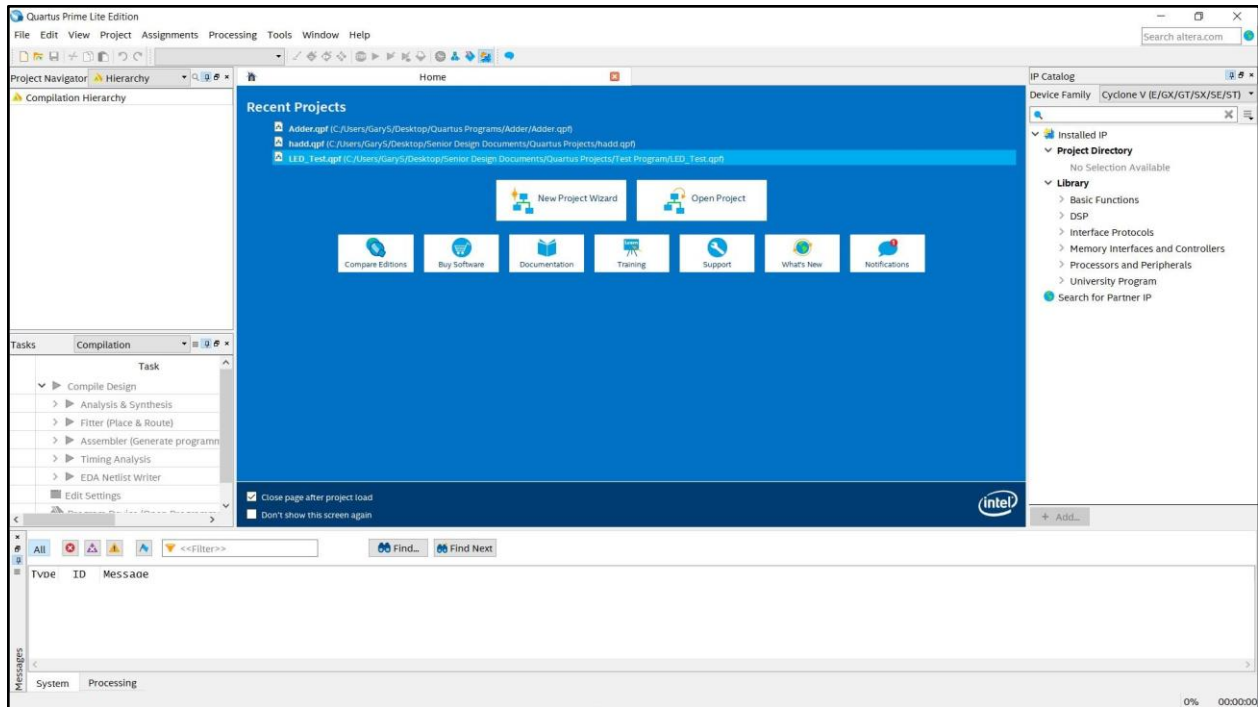 Quartus Prime Lite Edition
File Edit View Project Assignments Processing Tools Window Help
Search altera.com
Project Navigator Hierarchy
Compilation Hierarchy
Home
Recent Projects
Adder.qpf (C:/Users/GaryS/Desktop/Quartus Programs/Adder/Adder.qpf)
hadd.qpf (C:/Users/GaryS/Desktop/Senior Design Documents/Quartus Projects/hadd.qpf)
LED_Test.qpf (C:/Users/GaryS/Desktop/Senior Design Documents/Quartus Projects/Test Program/LED_Test.qpf)
New Project Wizard
Open Project
Compare Editions
Buy Software
Documentation
Training
Support
What's New
Notifications
Close page after project load
Don't show this screen again
intel
IP Catalog
Device Family Cyclone V (E/GX/GT/SX/SE/ST)
Installed IP
Project Directory
No Selection Available
Library
Basic Functions
DSP
Interface Protocols
Memory Interfaces and Controllers
Processors and Peripherals
University Program
Search for Partner IP
+ Add...
Tasks Compilation
Task
Compile Design
Analysis & Synthesis
Fitter (Place & Route)
Assembler (Generate programn
Timing Analysis
EDA Netlist Writer
Edit Settings
All <<Filter>> Find... Find Next
Type ID Message
Messages
System Processing
0% 00:00:00